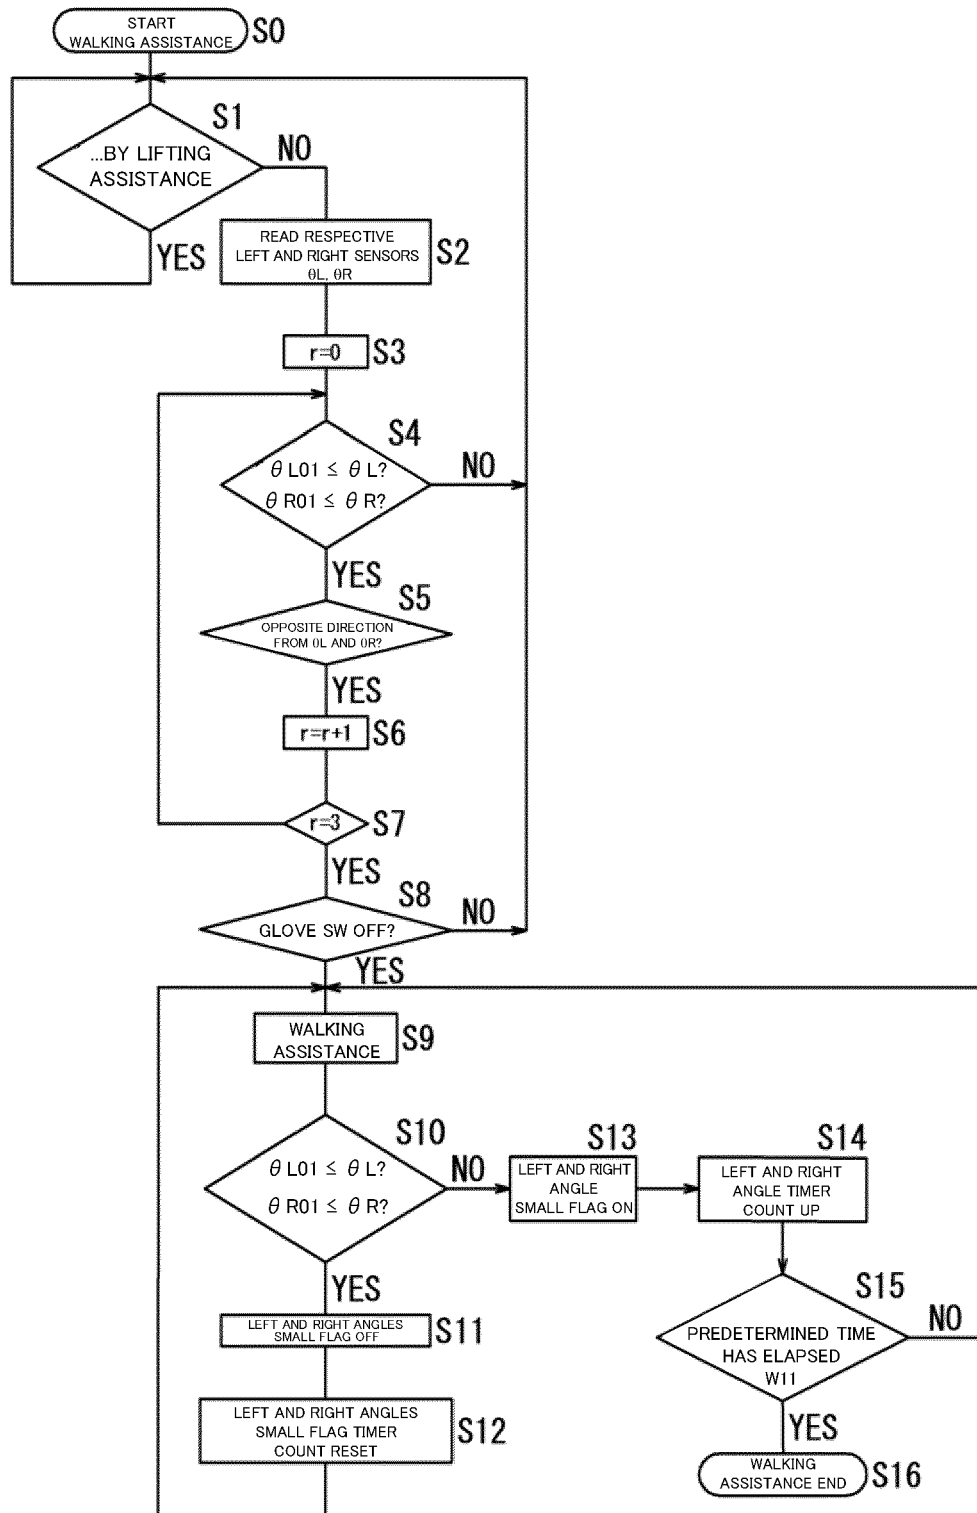 START
WALKING ASSISTANCE
S0
S1
...BY LIFTING
ASSISTANCE
NO
YES
READ RESPECTIVE
LEFT AND RIGHT SENSORS
θL, θR
S2
r=0
S3
S4
θ L01 ≤ θ L?
θ R01 ≤ θ R?
NO
YES
S5
OPPOSITE DIRECTION
FROM θL AND θR?
YES
r=r+1
S6
r=3
S7
YES
S8
GLOVE SW OFF?
NO
YES
WALKING
ASSISTANCE
S9
S10
θ L01 ≤ θ L?
θ R01 ≤ θ R?
NO
YES
S13
LEFT AND RIGHT
ANGLE
SMALL FLAG ON
S14
LEFT AND RIGHT
ANGLE TIMER
COUNT UP
S15
PREDETERMINED TIME
HAS ELAPSED
W11
NO
YES
LEFT AND RIGHT ANGLES
SMALL FLAG OFF
S11
LEFT AND RIGHT ANGLES
SMALL FLAG TIMER
COUNT RESET
S12
WALKING
ASSISTANCE END
S16